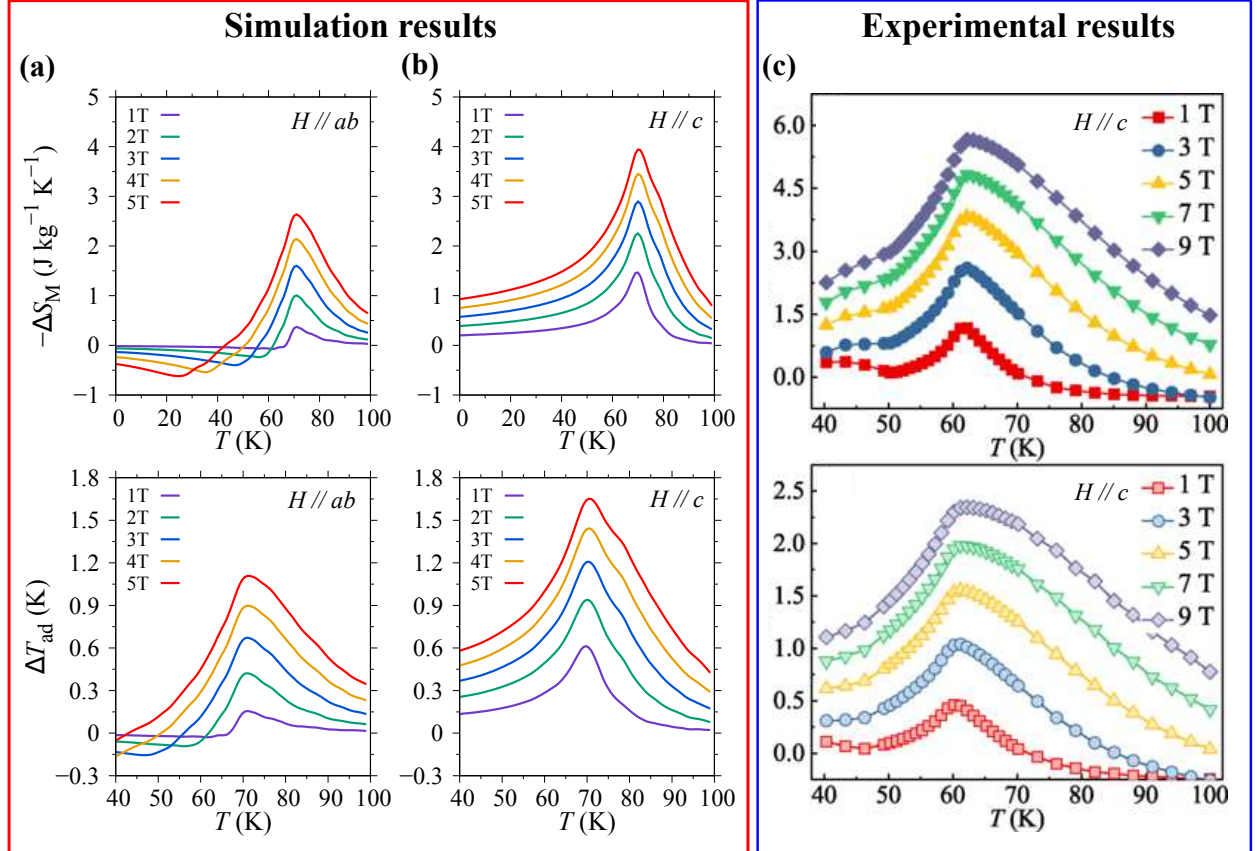 Simulation results
Experimental results
(a)
(b)
(c)
−ΔS_M (J kg⁻¹ K⁻¹)
5
4
3
2
1
0
−1
1T
2T
3T
4T
5T
H // ab
0 20 40 60 80 100
T (K)
5
4
3
2
1
0
−1
1T
2T
3T
4T
5T
H // c
0 20 40 60 80 100
T (K)
6.0
4.5
3.0
1.5
0.0
H // c
1 T
3 T
5 T
7 T
9 T
40 50 60 70 80 90 100
T (K)
ΔT_ad (K)
1.8
1.5
1.2
0.9
0.6
0.3
0
−0.3
1T
2T
3T
4T
5T
H // ab
40 50 60 70 80 90 100
T (K)
1.8
1.5
1.2
0.9
0.6
0.3
0
−0.3
1T
2T
3T
4T
5T
H // c
40 50 60 70 80 90 100
T (K)
2.5
2.0
1.5
1.0
0.5
0.0
H // c
1 T
3 T
5 T
7 T
9 T
40 50 60 70 80 90 100
T (K)